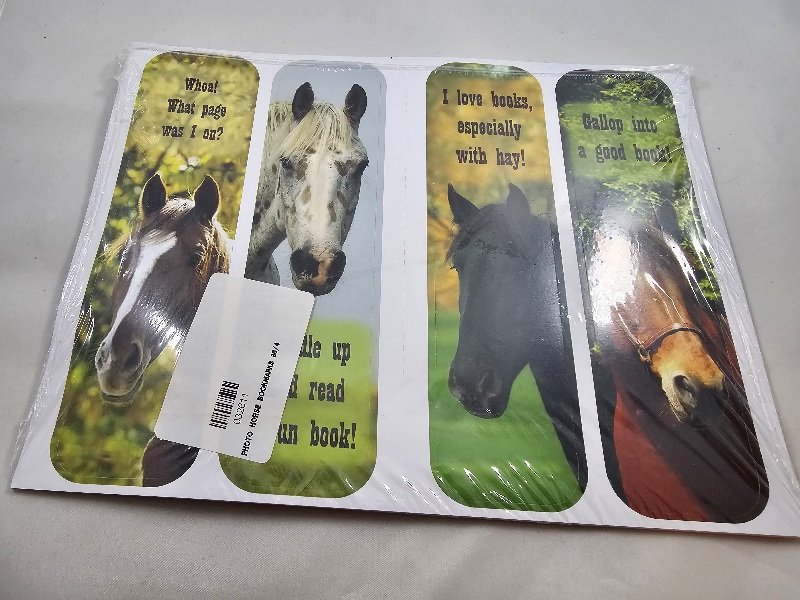 Whoa!
What page
was I on?
up
read
book!
I love books,
especially
with hay!
Gallop into
a good book!
PHOTO HORSE BOOKMARKS